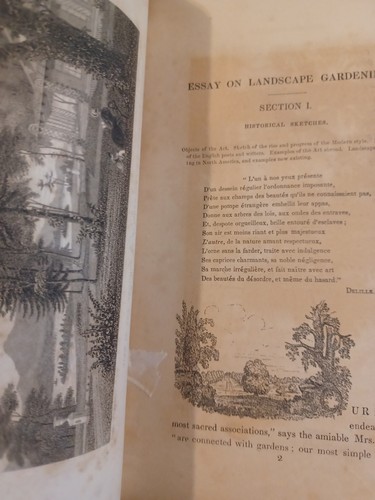 ESSAY ON LANDSCAPE GARDENI
SECTION I.
HISTORICAL SKETCHES.
Objects of the Art. Sketch of the rise and progress of the Modern style.
of the English poets and writers. Examples of the Art abroad. Landscape
ing in North America, and examples now existing.
"L'un à nos yeux présente
D'un dessein régulier l'ordonnance imposante,
Prête aux champs des beautés qu'ils ne connaissaient pas,
D'une pompe étrangère embellit leur appas,
Donne aux arbres des lois, aux ondes des entraves,
Et, despote orgueilleux, brille entouré d'esclaves;
Son air est moins riant et plus majestueux
L'autre, de la nature amant respectueux,
L'orne sans la farder, traite avec indulgence
Ses caprices charmants, sa noble négligence,
Sa marche irrégulière, et fait naître avec art
Des beautés du désordre, et même du hasard."
DELILLE.
UR
endea
most sacred associations," says the amiable Mrs.
"are connected with gardens; our most simple
2